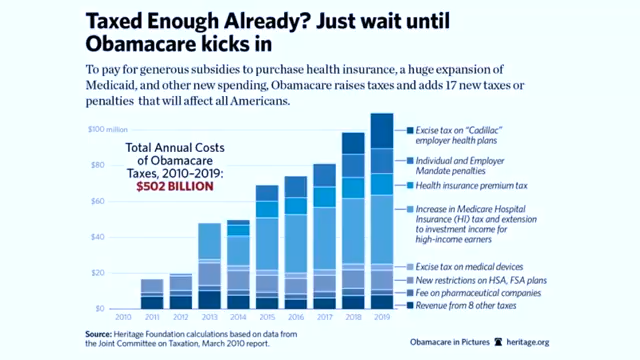 Taxed Enough Already? Just wait until
Obamacare kicks in
To pay for generous subsidies to purchase health insurance, a huge expansion of
Medicaid, and other new spending, Obamacare raises taxes and adds 17 new taxes or
penalties that will affect all Americans.
$100 million
$80
$60
$40
$20
$0
Total Annual Costs
of Obamacare
Taxes, 2010–2019:
$502 BILLION
Excise tax on "Cadillac"
employer health plans
Individual and Employer
Mandate penalties
Health insurance premium tax
Increase in Medicare Hospital
Insurance (HI) tax and extension
to investment income for
high-income earners
Excise tax on medical devices
New restrictions on HSA, FSA plans
Fee on pharmaceutical companies
Revenue from 8 other taxes
2010 2011 2012 2013 2014 2015 2016 2017 2018 2019
Source: Heritage Foundation calculations based on data from
the Joint Committee on Taxation, March 2010 report.
Obamacare in Pictures heritage.org